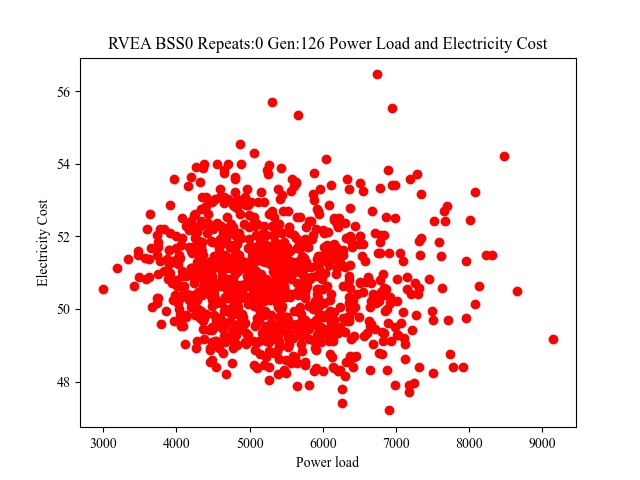 RVEA BSS0 Repeats:0 Gen:126 Power Load and Electricity Cost
Electricity Cost
56
54
52
50
48
3000 4000 5000 6000 7000 8000 9000
Power load